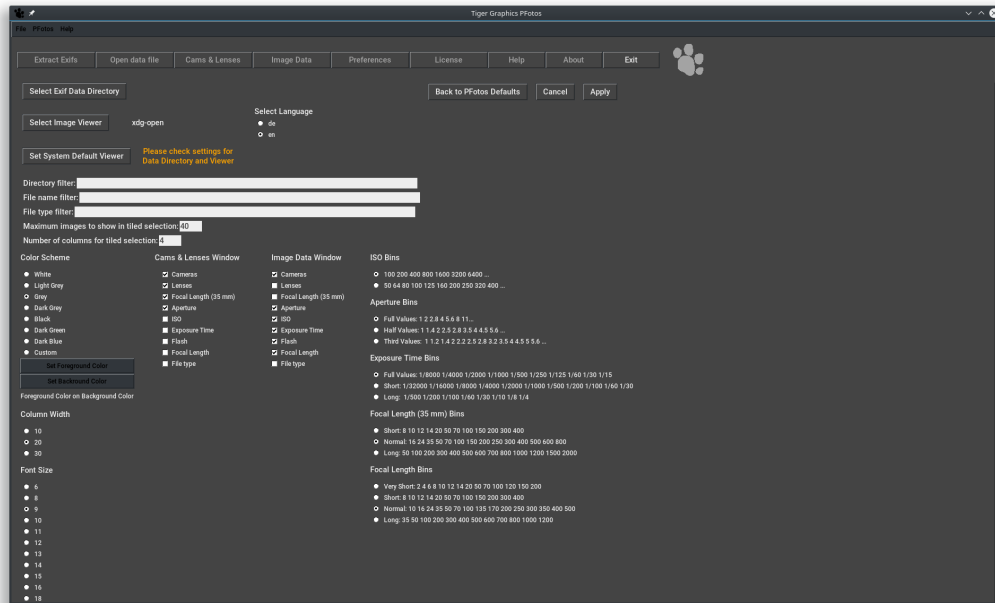 Tiger Graphics PFotos
File PFotos Help
Extract Exifs Open data file Cams & Lenses Image Data Preferences License Help About Exit
Select Exif Data Directory Back to PFotos Defaults Cancel Apply
Select Language
Select Image Viewer xdg-open de
en
Set System Default Viewer Please check settings for
Data Directory and Viewer
Directory filter:
File name filter:
File type filter:
Maximum images to show in tiled selection: 40
Number of columns for tiled selection: 4
Color Scheme
White
Light Grey
Grey
Dark Grey
Black
Dark Green
Dark Blue
Custom
Set Foreground Color
Set Backround Color
Foreground Color on Background Color
Column Width
10
20
30
Font Size
6
8
9
10
11
12
13
14
15
16
18
Cams & Lenses Window
Cameras
Lenses
Focal Length (35 mm)
Aperture
ISO
Exposure Time
Flash
Focal Length
File type
Image Data Window
Cameras
Lenses
Focal Length (35 mm)
Aperture
ISO
Exposure Time
Flash
Focal Length
File type
ISO Bins
100 200 400 800 1600 3200 6400 ...
50 64 80 100 125 160 200 250 320 400 ...
Aperture Bins
Full Values: 1 2 2.8 4 5.6 8 11...
Half Values: 1 1.4 2 2.5 2.8 3.5 4 4.5 5.6 ...
Third Values: 1 1.2 1.4 2 2.2 2.5 2.8 3.2 3.5 4 4.5 5 5.6 ...
Exposure Time Bins
Full Values: 1/8000 1/4000 1/2000 1/1000 1/500 1/250 1/125 1/60 1/30 1/15
Short: 1/32000 1/16000 1/8000 1/4000 1/2000 1/1000 1/500 1/200 1/100 1/60 1/30
Long: 1/500 1/200 1/100 1/60 1/30 1/10 1/8 1/4
Focal Length (35 mm) Bins
Short: 8 10 12 14 20 50 70 100 150 200 300 400
Normal: 16 24 35 50 70 100 150 200 250 300 400 500 600 800
Long: 50 100 200 300 400 500 600 700 800 1000 1200 1500 2000
Focal Length Bins
Very Short: 2 4 6 8 10 12 14 20 50 70 100 120 150 200
Short: 8 10 12 14 20 50 70 100 150 200 300 400
Normal: 10 16 24 35 50 70 100 135 170 200 250 300 350 400 500
Long: 35 50 100 200 300 400 500 600 700 800 1000 1200